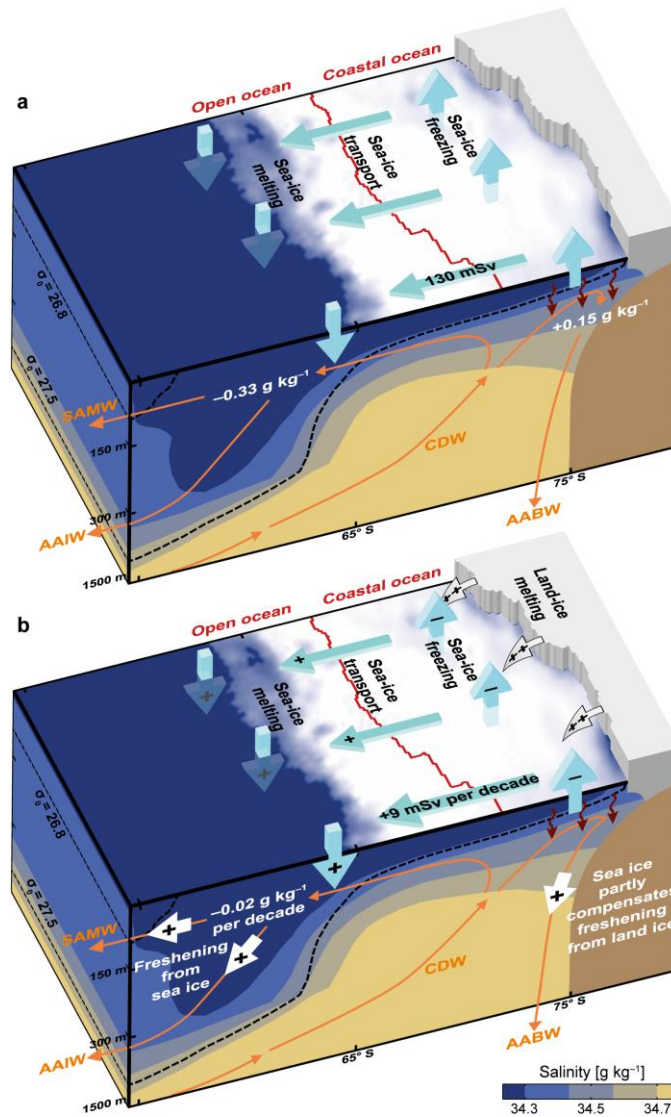 a
Open ocean
Coastal ocean
Sea-ice
melting
Sea-ice
transport
Sea-ice
freezing
130 mSv
+0.15 g kg⁻¹
–0.33 g kg⁻¹
σ₀ = 26.8
σ₀ = 27.5
SAMW
150 m
CDW
300 m
AAIW
75° S
AABW
65° S
1500 m
b
Open ocean
Coastal ocean
Land-ice
melting
Sea-ice
melting
Sea-ice
transport
Sea-ice
freezing
+9 mSv per decade
σ₀ = 26.8
σ₀ = 27.5
–0.02 g kg⁻¹
per decade
SAMW
Freshening
from
sea ice
Sea ice
partly
compensates
freshening
from land ice
150 m
CDW
300 m
AAIW
75° S
AABW
65° S
1500 m
Salinity [g kg⁻¹]
34.3 34.5 34.7